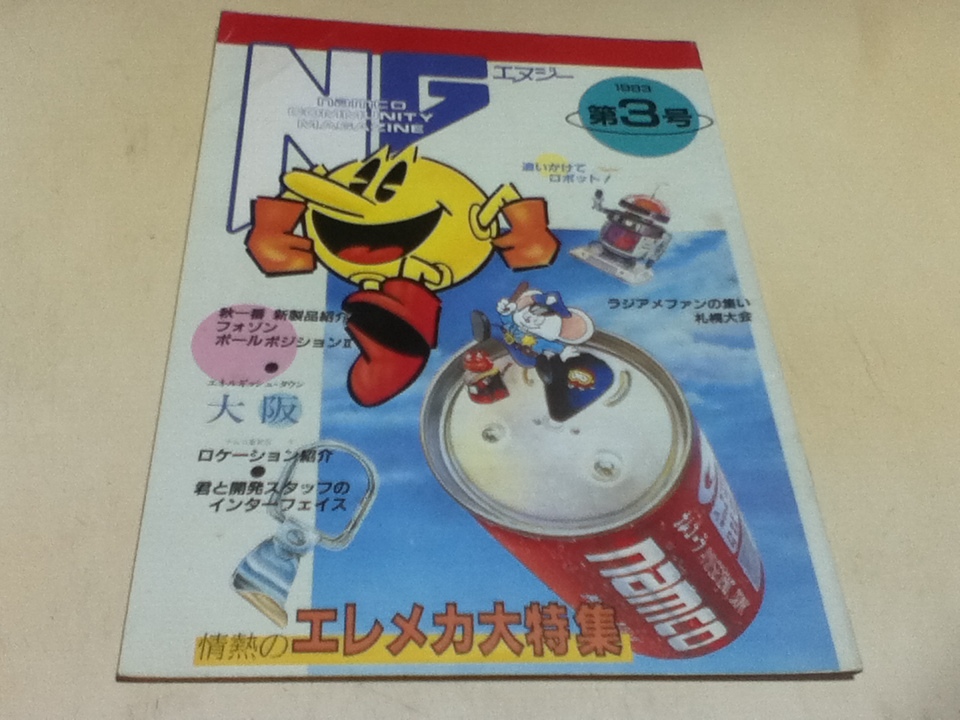 NG
エヌジー
namco
COMMUNITY
MAGAZINE
1983
第3号
追いかけて
ロボット!
ラジアメファンの集い
札幌大会
秋一番 新製品紹介
フォゾン
ポールポジションII
エネルギッシュ・タウン
大阪
ロケーション紹介
君と開発スタッフの
インターフェイス
namco
情熱の
エレメカ大特集